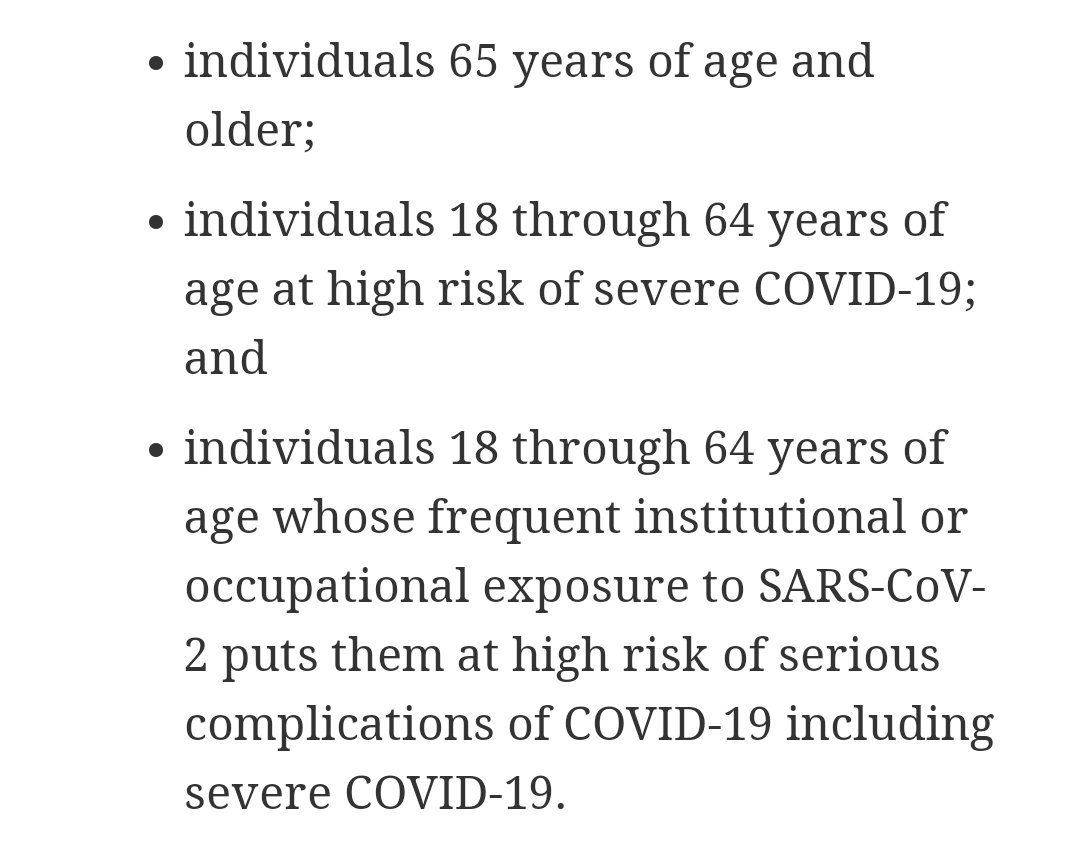 • individuals 65 years of age and
older;
• individuals 18 through 64 years of
age at high risk of severe COVID-19;
and
• individuals 18 through 64 years of
age whose frequent institutional or
occupational exposure to SARS-CoV-
2 puts them at high risk of serious
complications of COVID-19 including
severe COVID-19.